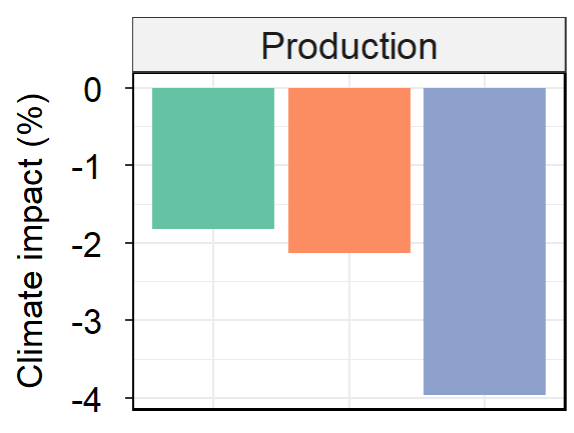 Production
Climate impact (%)
0
-1
-2
-3
-4